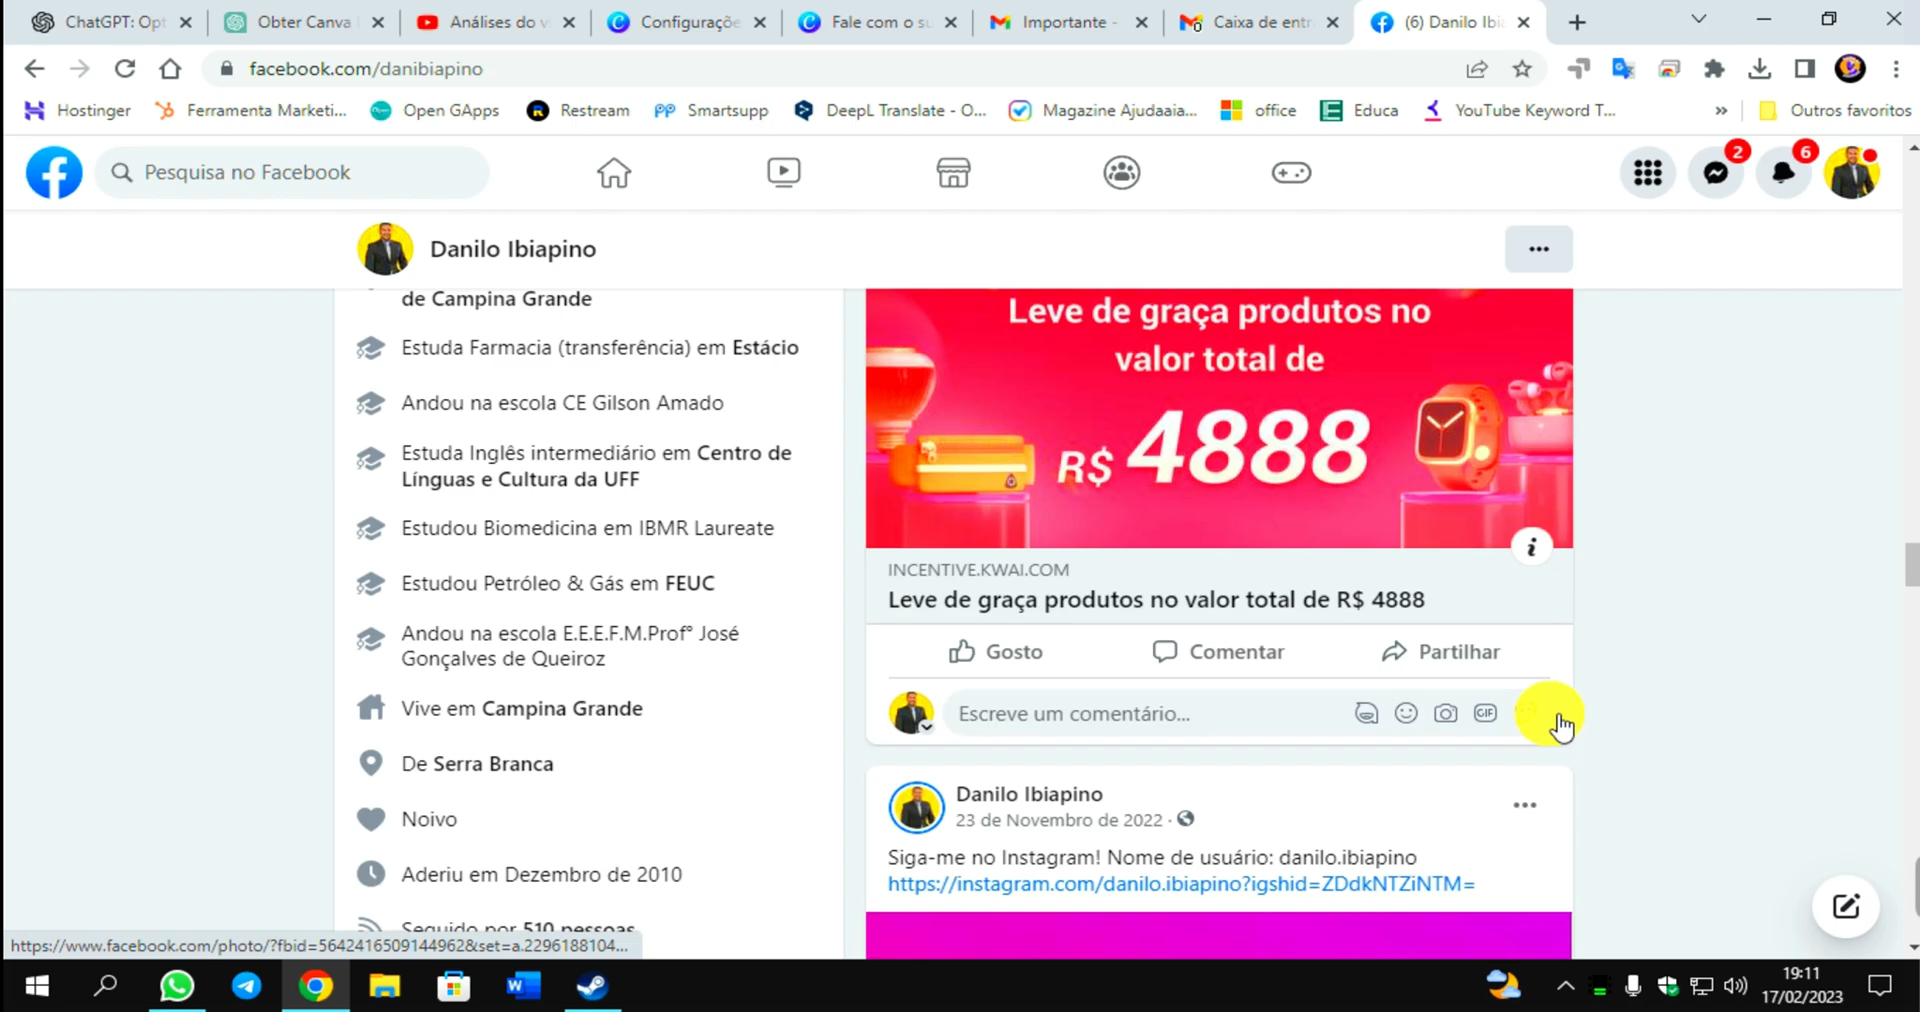 ChatGPT: Opt
Obter Canva
Análises do v
Configuraçõe
Fale com o su
Importante -
Caixa de entr
(6) Danilo Ibia
facebook.com/danibiapino
Hostinger
Ferramenta Marketi...
Open GApps
Restream
Smartsupp
DeepL Translate - O...
Magazine Ajudaaia...
office
Educa
YouTube Keyword T...
»
Outros favoritos
Pesquisa no Facebook
2
6
Danilo Ibiapino
de Campina Grande
Estuda Farmacia (transferência) em Estácio
Andou na escola CE Gilson Amado
Estuda Inglês intermediário em Centro de
Línguas e Cultura da UFF
Estudou Biomedicina em IBMR Laureate
Estudou Petróleo & Gás em FEUC
Andou na escola E.E.E.F.M.Profº José
Gonçalves de Queiroz
Vive em Campina Grande
De Serra Branca
Noivo
Aderiu em Dezembro de 2010
Seguido por 510 pessoas
Leve de graça produtos no
valor total de
R$ 4888
INCENTIVE.KWAI.COM
Leve de graça produtos no valor total de R$ 4888
Gosto
Comentar
Partilhar
Escreve um comentário...
GIF
Danilo Ibiapino
23 de Novembro de 2022 ·
Siga-me no Instagram! Nome de usuário: danilo.ibiapino
https://instagram.com/danilo.ibiapino?igshid=ZDdkNTZiNTM=
https://www.facebook.com/photo/?fbid=5642416509144962&set=a.2296188104...
19:11
17/02/2023